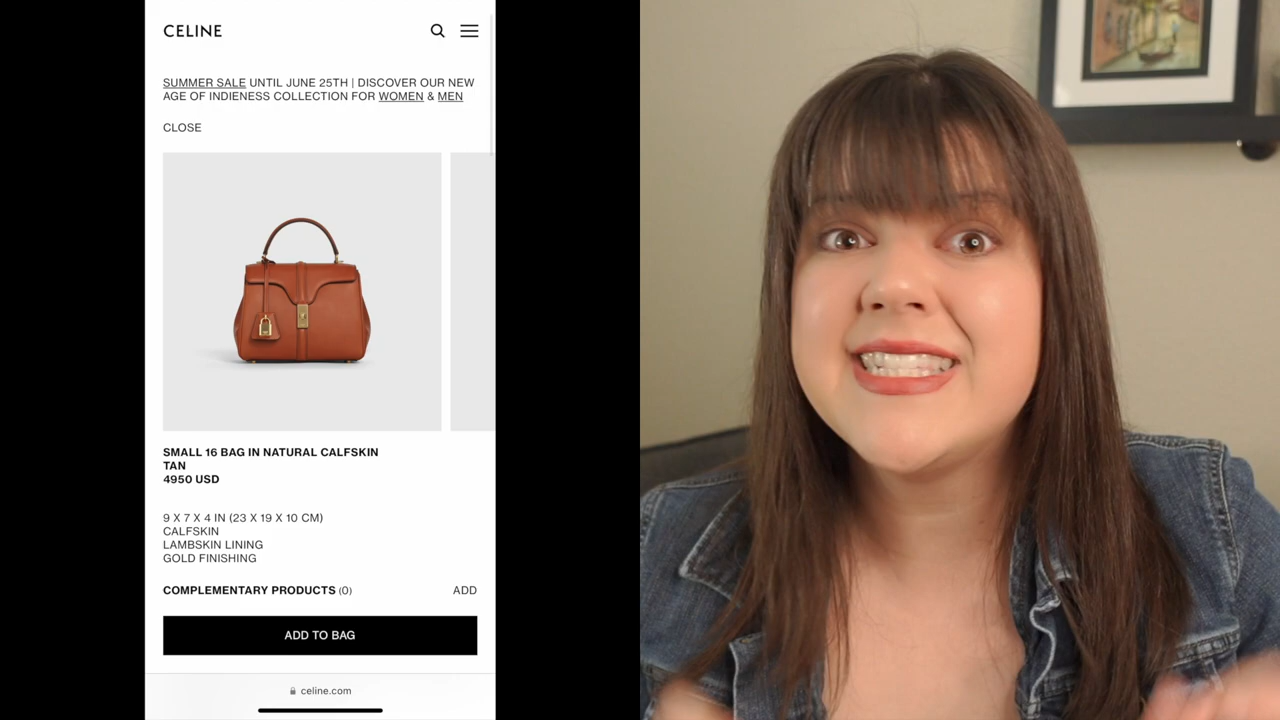 CELINE
SUMMER SALE UNTIL JUNE 25TH | DISCOVER OUR NEW
AGE OF INDIENESS COLLECTION FOR WOMEN & MEN
CLOSE
SMALL 16 BAG IN NATURAL CALFSKIN
TAN
4950 USD
9 X 7 X 4 IN (23 X 19 X 10 CM)
CALFSKIN
LAMBSKIN LINING
GOLD FINISHING
COMPLEMENTARY PRODUCTS (0) ADD
ADD TO BAG
celine.com